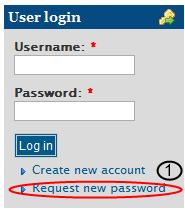 User login
Username: *
Password: *
Log in
Create new account 1
Request new password